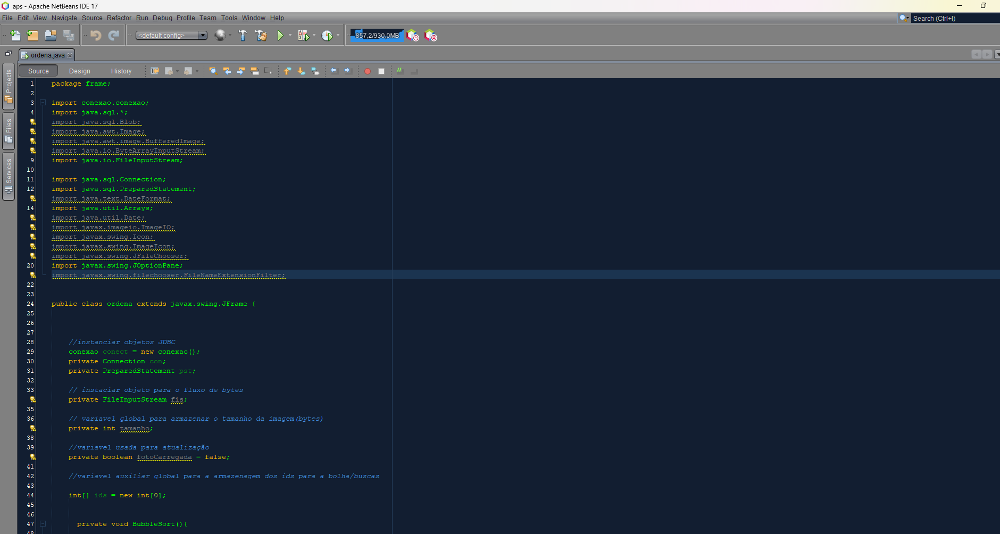 aps - Apache NetBeans IDE 17
File Edit View Navigate Source Refactor Run Debug Profile Team Tools Window Help
Search (Ctrl+I)
<default config>
857,2/930,0MB
ordena.java
Source Design History
Projects
Files
Services
1 package frame;
2
3 import conexao.conexao;
4 import java.sql.*;
import java.sql.Blob;
import java.awt.Image;
import java.awt.image.BufferedImage;
import java.io.ByteArrayInputStream;
9 import java.io.FileInputStream;
10
11 import java.sql.Connection;
12 import java.sql.PreparedStatement;
import java.text.DateFormat;
14 import java.util.Arrays;
import java.util.Date;
import javax.imageio.ImageIO;
import javax.swing.Icon;
import javax.swing.ImageIcon;
import javax.swing.JFileChooser;
20 import javax.swing.JOptionPane;
import javax.swing.filechooser.FileNameExtensionFilter;
22
23
24 public class ordena extends javax.swing.JFrame {
25
26
27
28 //instanciar objetos JDBC
29 conexao conect = new conexao();
30 private Connection con;
31 private PreparedStatement pst;
32
33 // instaciar objeto para o fluxo de bytes
private FileInputStream fis;
35
36 // variavel global para armazenar o tamanho da imagem(bytes)
private int tamanho;
38
39 //variavel usada para atualização
private boolean fotoCarregada = false;
41
42 //variavel auxiliar global para a armazenagem dos ids para a bolha/buscas
43
44 int[] ids = new int[0];
45
46
47 private void BubbleSort(){
48